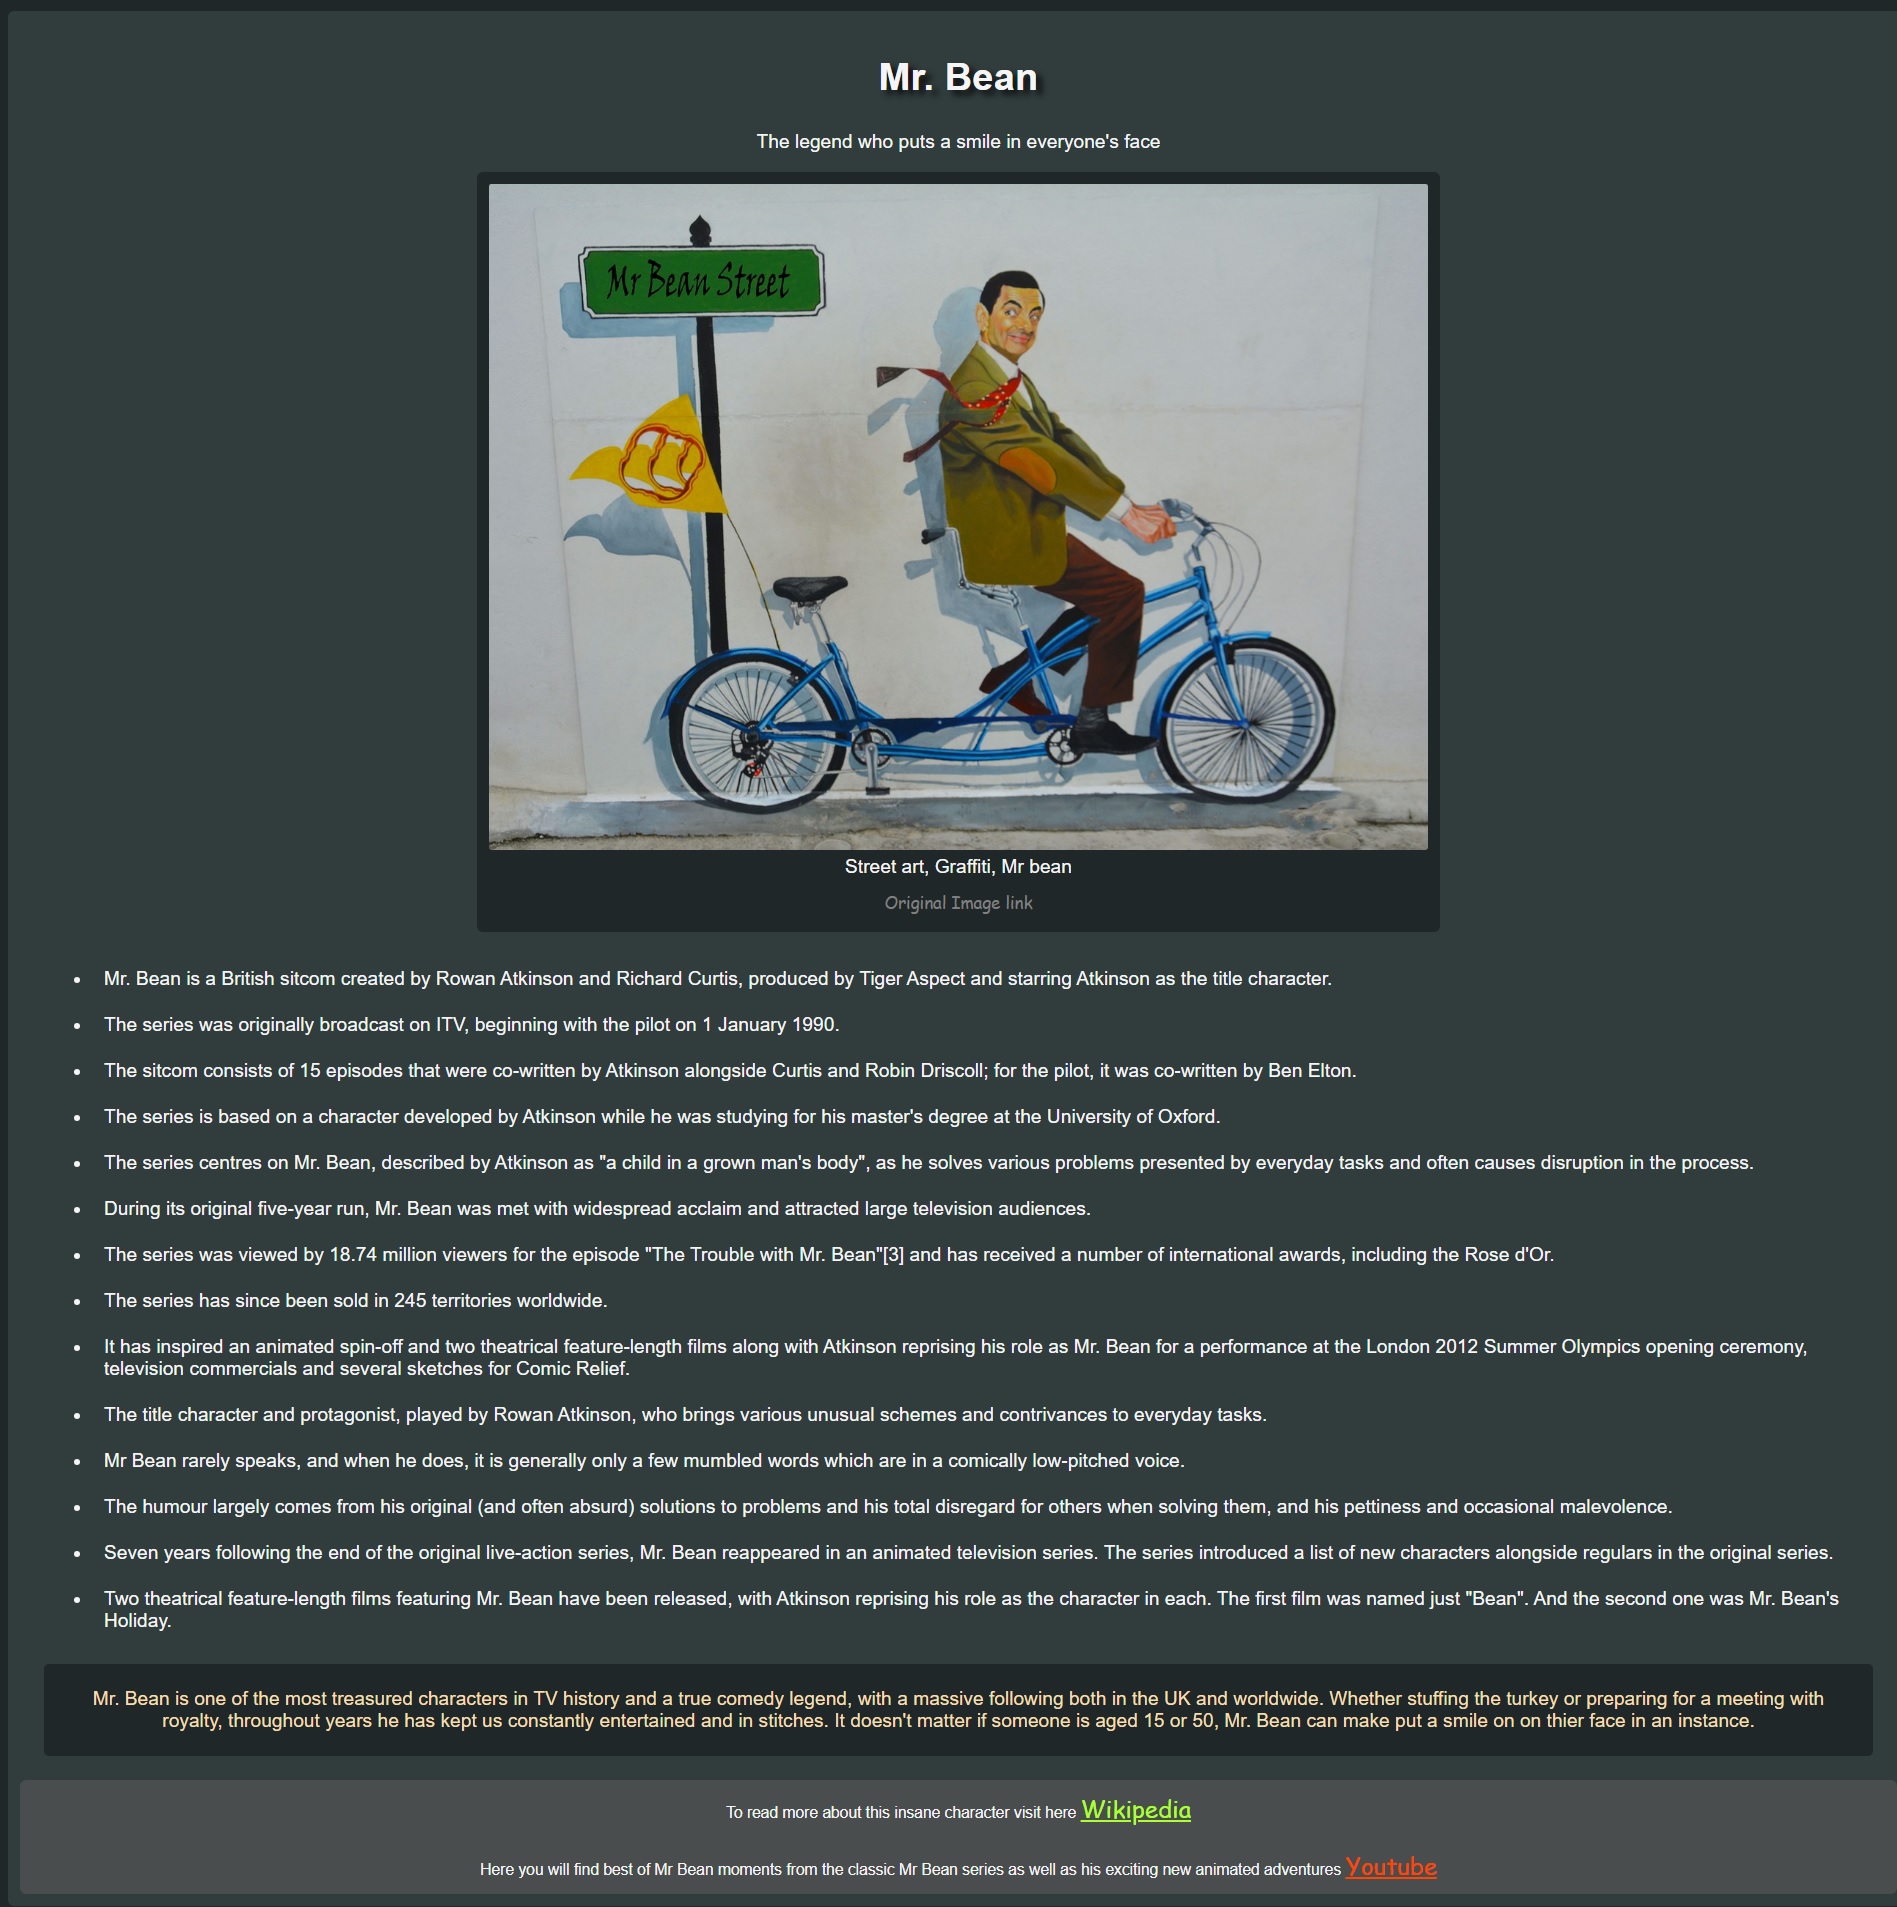 Mr. Bean
The legend who puts a smile in everyone's face
Mr Bean Street
Street art, Graffiti, Mr bean
Original Image link
Mr. Bean is a British sitcom created by Rowan Atkinson and Richard Curtis, produced by Tiger Aspect and starring Atkinson as the title character.
The series was originally broadcast on ITV, beginning with the pilot on 1 January 1990.
The sitcom consists of 15 episodes that were co-written by Atkinson alongside Curtis and Robin Driscoll; for the pilot, it was co-written by Ben Elton.
The series is based on a character developed by Atkinson while he was studying for his master's degree at the University of Oxford.
The series centres on Mr. Bean, described by Atkinson as "a child in a grown man's body", as he solves various problems presented by everyday tasks and often causes disruption in the process.
During its original five-year run, Mr. Bean was met with widespread acclaim and attracted large television audiences.
The series was viewed by 18.74 million viewers for the episode "The Trouble with Mr. Bean"[3] and has received a number of international awards, including the Rose d'Or.
The series has since been sold in 245 territories worldwide.
It has inspired an animated spin-off and two theatrical feature-length films along with Atkinson reprising his role as Mr. Bean for a performance at the London 2012 Summer Olympics opening ceremony,
television commercials and several sketches for Comic Relief.
The title character and protagonist, played by Rowan Atkinson, who brings various unusual schemes and contrivances to everyday tasks.
Mr Bean rarely speaks, and when he does, it is generally only a few mumbled words which are in a comically low-pitched voice.
The humour largely comes from his original (and often absurd) solutions to problems and his total disregard for others when solving them, and his pettiness and occasional malevolence.
Seven years following the end of the original live-action series, Mr. Bean reappeared in an animated television series. The series introduced a list of new characters alongside regulars in the original series.
Two theatrical feature-length films featuring Mr. Bean have been released, with Atkinson reprising his role as the character in each. The first film was named just "Bean". And the second one was Mr. Bean's
Holiday.
Mr. Bean is one of the most treasured characters in TV history and a true comedy legend, with a massive following both in the UK and worldwide. Whether stuffing the turkey or preparing for a meeting with
royalty, throughout years he has kept us constantly entertained and in stitches. It doesn't matter if someone is aged 15 or 50, Mr. Bean can make put a smile on on thier face in an instance.
To read more about this insane character visit here Wikipedia
Here you will find best of Mr Bean moments from the classic Mr Bean series as well as his exciting new animated adventures Youtube